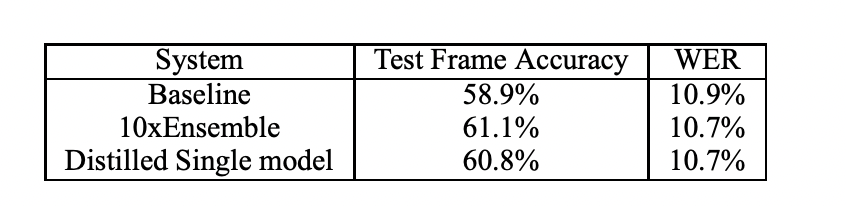 System Test Frame Accuracy WER
Baseline 58.9% 10.9%
10xEnsemble 61.1% 10.7%
Distilled Single model 60.8% 10.7%